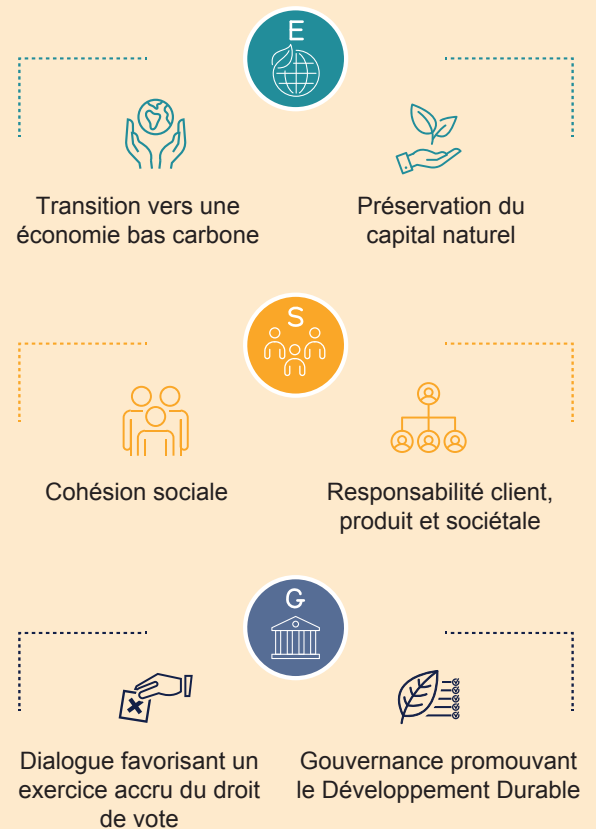 E
Transition vers une
économie bas carbone
Préservation du
capital naturel
S
Cohésion sociale
Responsabilité client,
produit et sociétale
G
Dialogue favorisant un
exercice accru du droit
de vote
Gouvernance promouvant
le Développement Durable